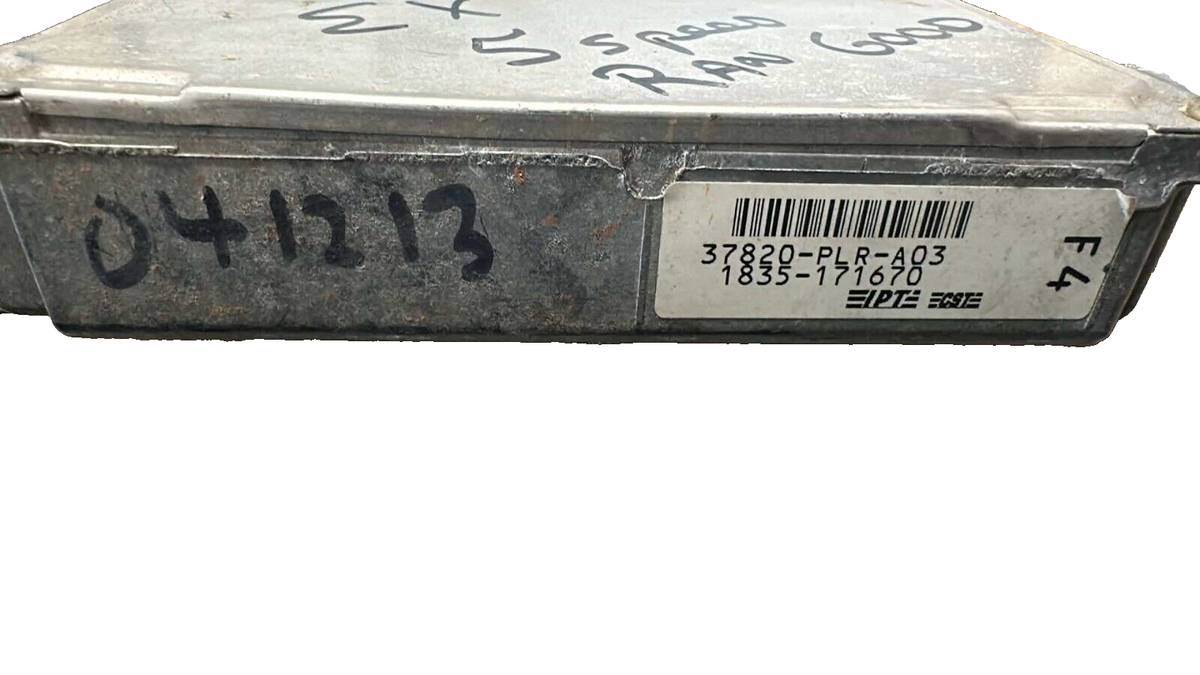 EX
5 SPEED
RAN GOOD
041213
37820-PLR-A03
1835-171670
F4